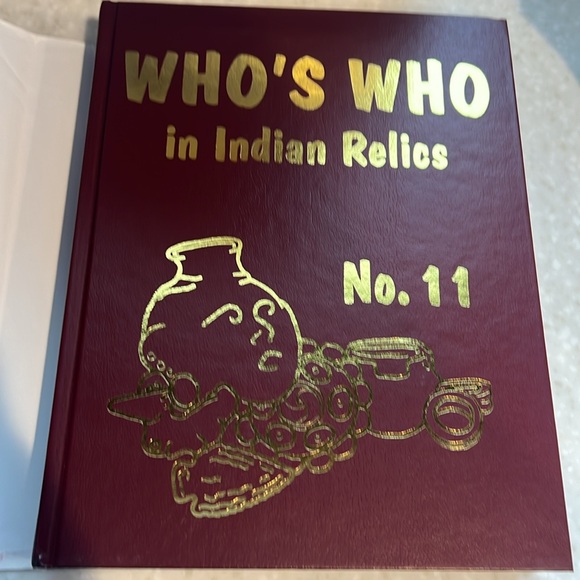 WHO'S WHO
in Indian Relics
No. 11